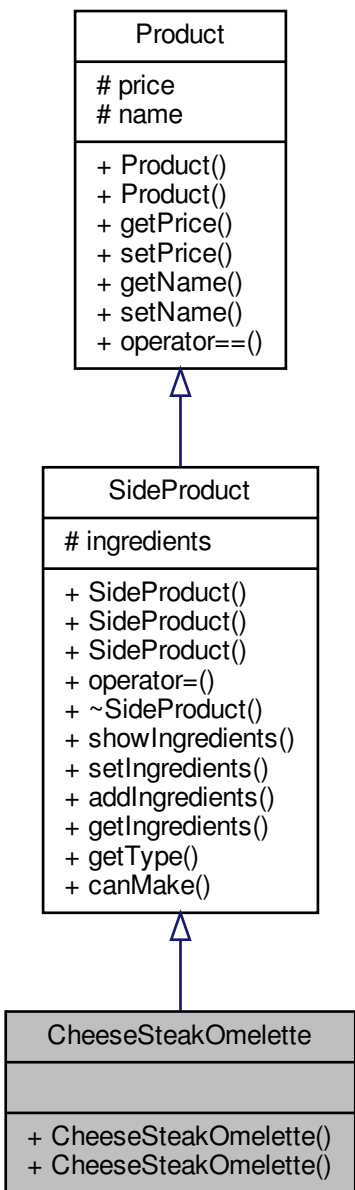 Product
# price
# name
+ Product()
+ Product()
+ getPrice()
+ setPrice()
+ getName()
+ setName()
+ operator==()
SideProduct
# ingredients
+ SideProduct()
+ SideProduct()
+ SideProduct()
+ operator=()
+ ~SideProduct()
+ showIngredients()
+ setIngredients()
+ addIngredients()
+ getIngredients()
+ getType()
+ canMake()
CheeseSteakOmelette
+ CheeseSteakOmelette()
+ CheeseSteakOmelette()